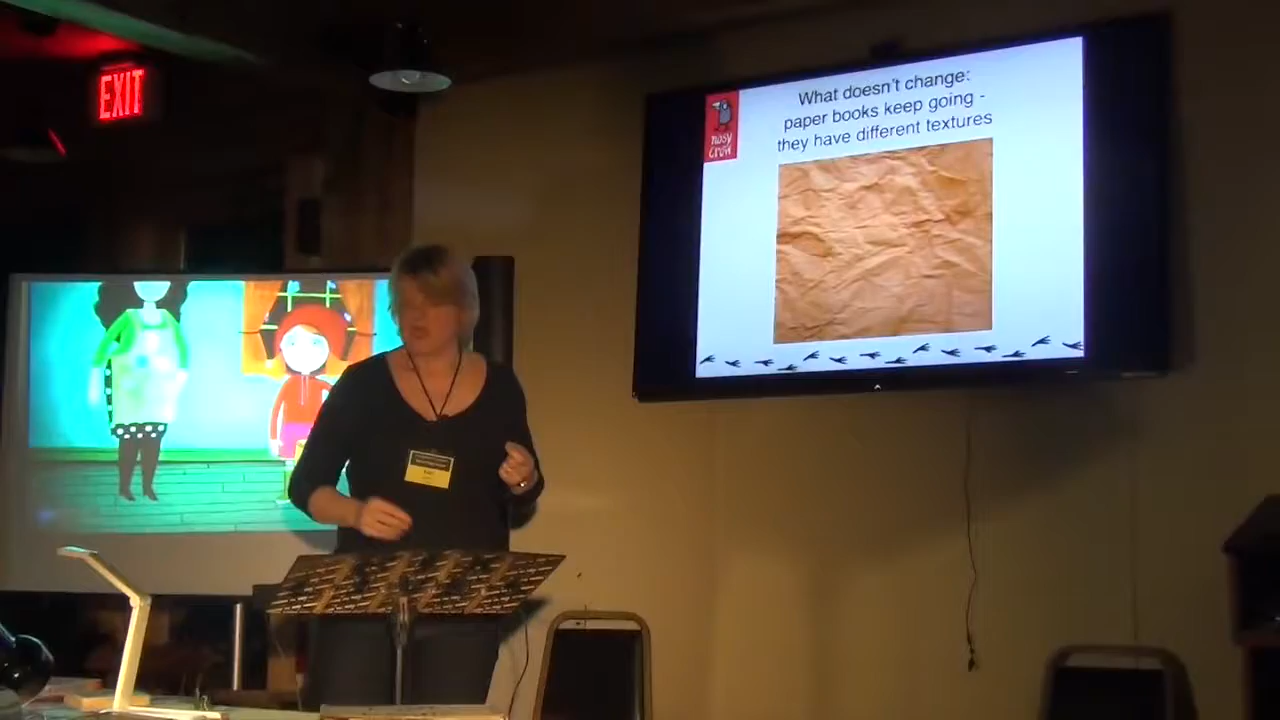 EXIT
nosy
crow
What doesn't change:
paper books keep going -
they have different textures